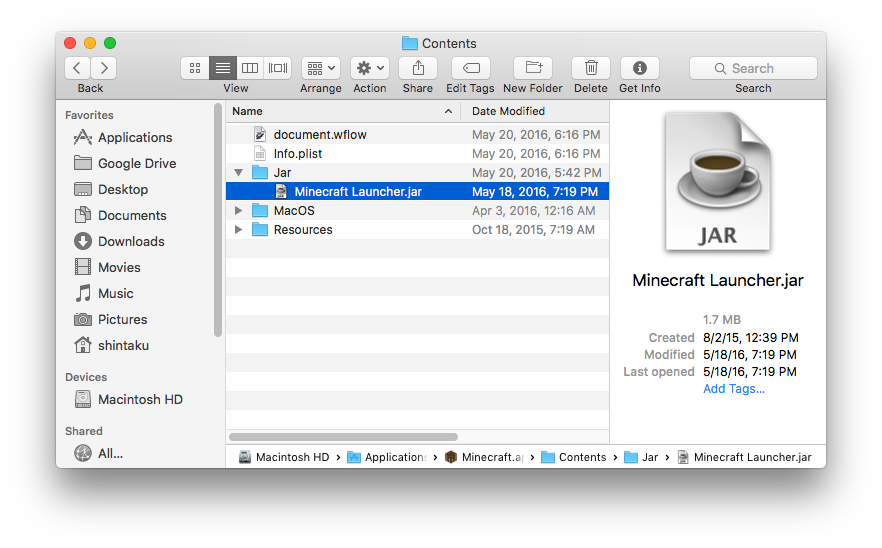 Contents
Back
View
Arrange
Action
Share
Edit Tags
New Folder
Delete
Get Info
Search
Search
Favorites
Applications
Google Drive
Desktop
Documents
Downloads
Movies
Music
Pictures
shintaku
Devices
Macintosh HD
Shared
All...
Name Date Modified
document.wflow May 20, 2016, 6:16 PM
Info.plist May 20, 2016, 6:16 PM
Jar May 20, 2016, 5:42 PM
Minecraft Launcher.jar May 18, 2016, 7:19 PM
MacOS Apr 3, 2016, 12:16 AM
Resources Oct 18, 2015, 7:19 AM
JAR
Minecraft Launcher.jar
1.7 MB
Created 8/2/15, 12:39 PM
Modified 5/18/16, 7:19 PM
Last opened 5/18/16, 7:19 PM
Add Tags...
Macintosh HD › Applications › Minecraft.ap › Contents › Jar › Minecraft Launcher.jar